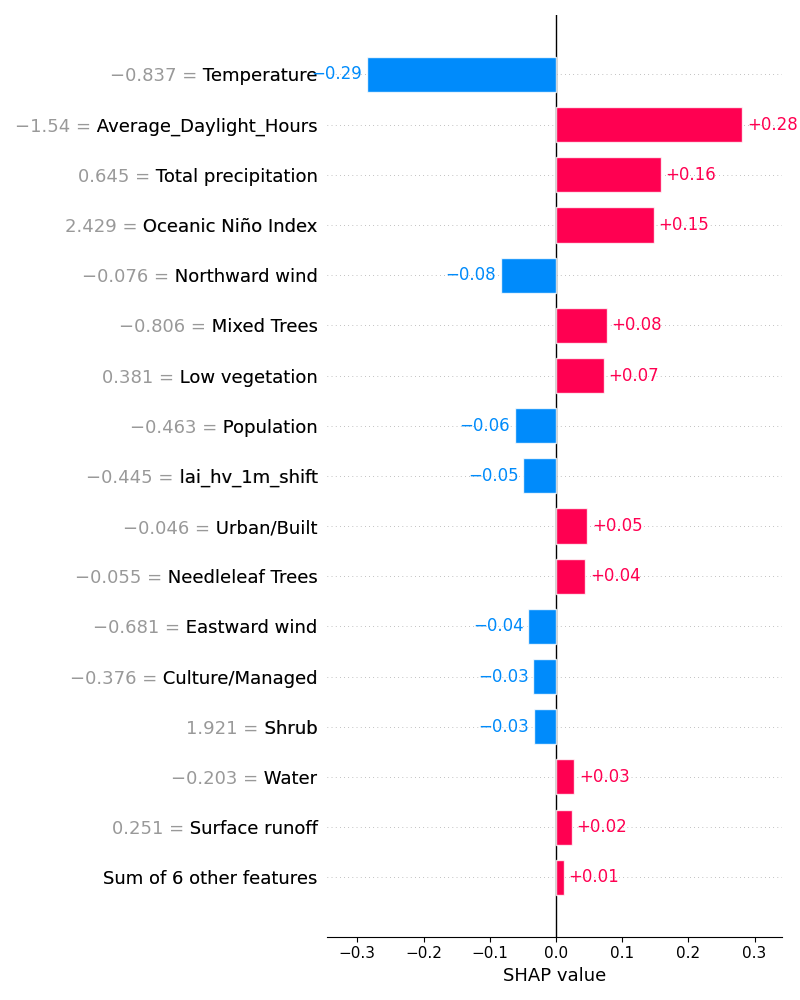 −0.837 = Temperature −0.29
−1.54 = Average_Daylight_Hours +0.28
0.645 = Total precipitation +0.16
2.429 = Oceanic Niño Index +0.15
−0.076 = Northward wind −0.08
−0.806 = Mixed Trees +0.08
0.381 = Low vegetation +0.07
−0.463 = Population −0.06
−0.445 = lai_hv_1m_shift −0.05
−0.046 = Urban/Built +0.05
−0.055 = Needleleaf Trees +0.04
−0.681 = Eastward wind −0.04
−0.376 = Culture/Managed −0.03
1.921 = Shrub −0.03
−0.203 = Water +0.03
0.251 = Surface runoff +0.02
Sum of 6 other features +0.01
−0.3 −0.2 −0.1 0.0 0.1 0.2 0.3
SHAP value